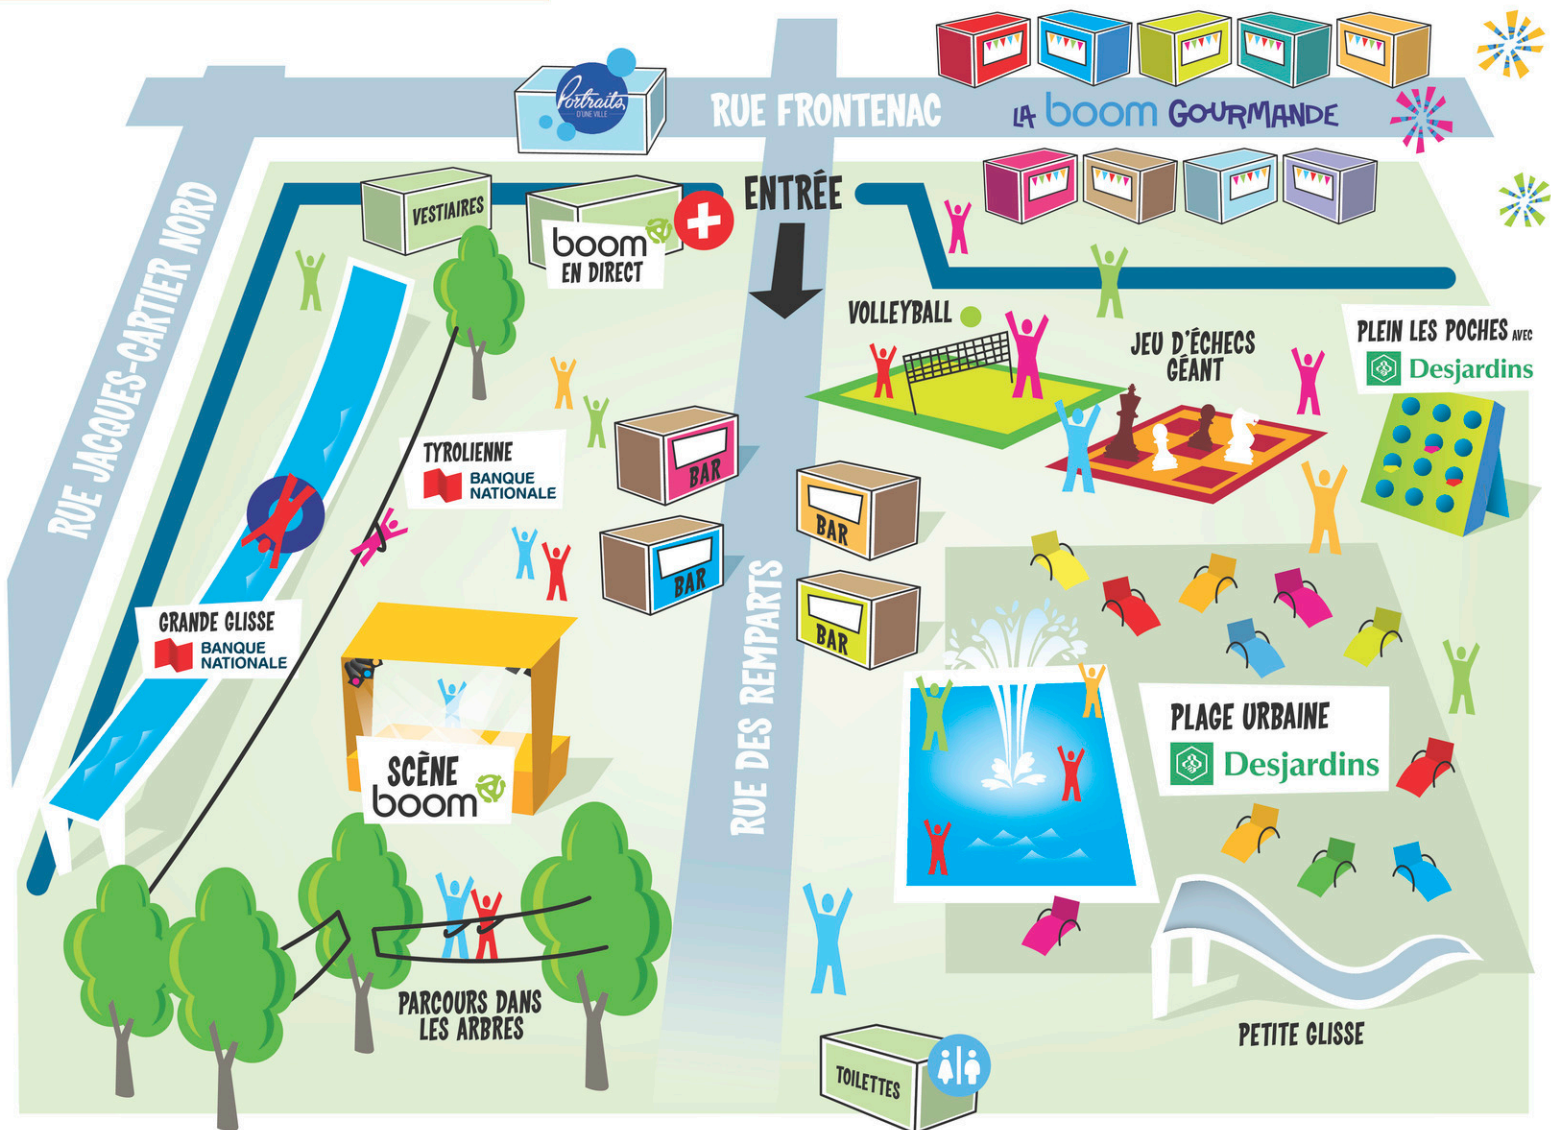 Portraits
D'UNE VILLE
RUE FRONTENAC
LA boom GOURMANDE
RUE JACQUES-CARTIER NORD
VESTIAIRES
boom
EN DIRECT
ENTRÉE
VOLLEYBALL
JEU D'ÉCHECS
GÉANT
PLEIN LES POCHES AVEC
Desjardins
TYROLIENNE
BANQUE
NATIONALE
BAR
BAR
BAR
BAR
RUE DES REMPARTS
GRANDE GLISSE
BANQUE
NATIONALE
SCÈNE
boom
PLAGE URBAINE
Desjardins
PARCOURS DANS
LES ARBRES
PETITE GLISSE
TOILETTES